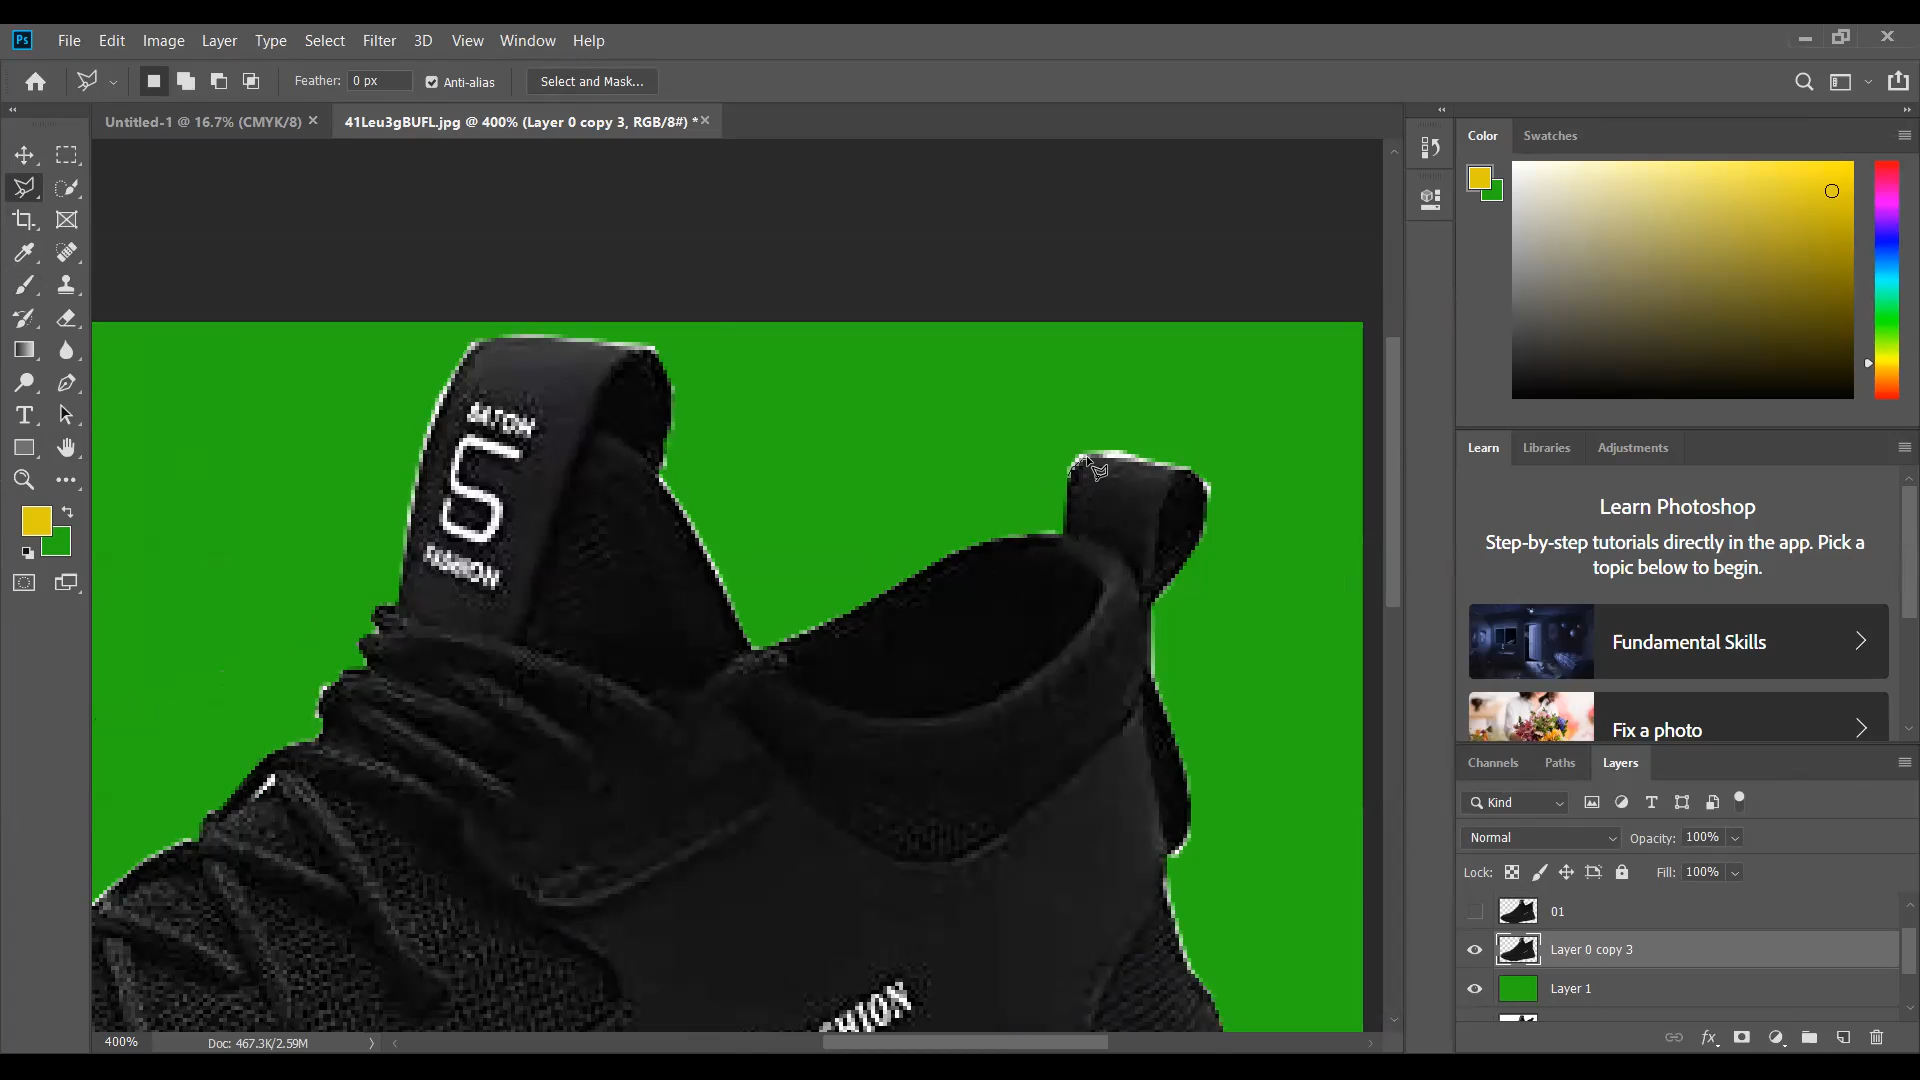 Ps File Edit Image Layer Type Select Filter 3D View Window Help
Feather: 0 px Anti-alias Select and Mask...
Untitled-1 @ 16.7% (CMYK/8) 41Leu3gBUFL.jpg @ 400% (Layer 0 copy 3, RGB/8#) *
Color Swatches
FASHION
HION
Learn Libraries Adjustments
Learn Photoshop
Step-by-step tutorials directly in the app. Pick a
topic below to begin.
Fundamental Skills
Fix a photo
Channels Paths Layers
Kind
Normal Opacity: 100%
Lock: Fill: 100%
01
Layer 0 copy 3
Layer 1
400% Doc: 467.3K/2.59M